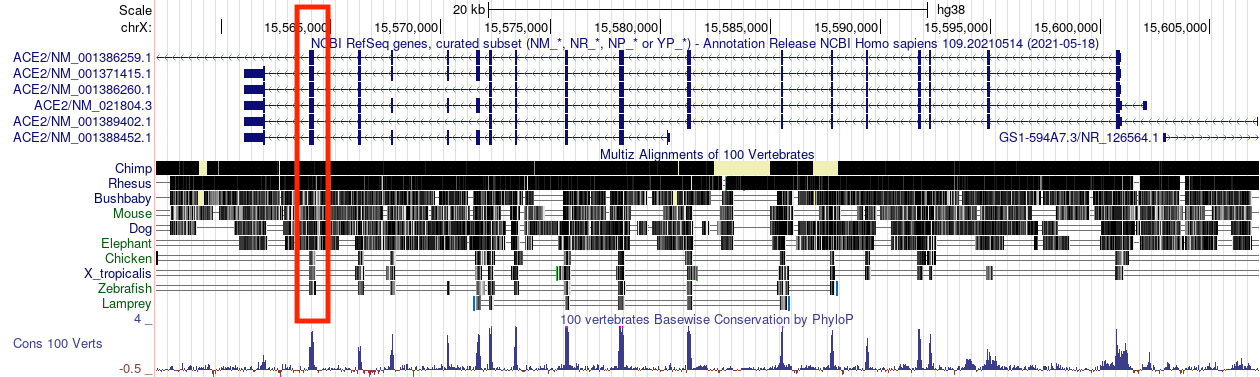 Scale 20 kb hg38
chrX: 15,565,000 15,570,000 15,575,000 15,580,000 15,585,000 15,590,000 15,595,000 15,600,000 15,605,000
NCBI RefSeq genes, curated subset (NM_*, NR_*, NP_* or YP_*) - Annotation Release NCBI Homo sapiens 109.20210514 (2021-05-18)
ACE2/NM_001386259.1
ACE2/NM_001371415.1
ACE2/NM_001386260.1
ACE2/NM_021804.3
ACE2/NM_001389402.1
ACE2/NM_001388452.1 GS1-594A7.3/NR_126564.1
Multiz Alignments of 100 Vertebrates
Chimp
Rhesus
Bushbaby
Mouse
Dog
Elephant
Chicken
X_tropicalis
Zebrafish
Lamprey
100 vertebrates Basewise Conservation by PhyloP
4 _
Cons 100 Verts
-0.5 _